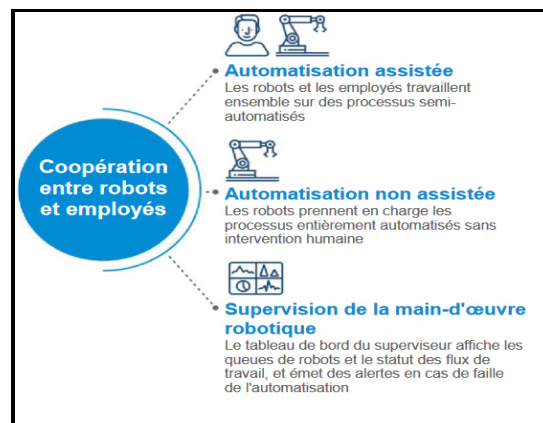 Coopération
entre robots
et employés
Automatisation assistée
Les robots et les employés travaillent
ensemble sur des processus semi-
automatisés
Automatisation non assistée
Les robots prennent en charge les
processus entièrement automatisés sans
intervention humaine
Supervision de la main-d'œuvre
robotique
Le tableau de bord du superviseur affiche les
queues de robots et le statut des flux de
travail, et émet des alertes en cas de faille
de l'automatisation